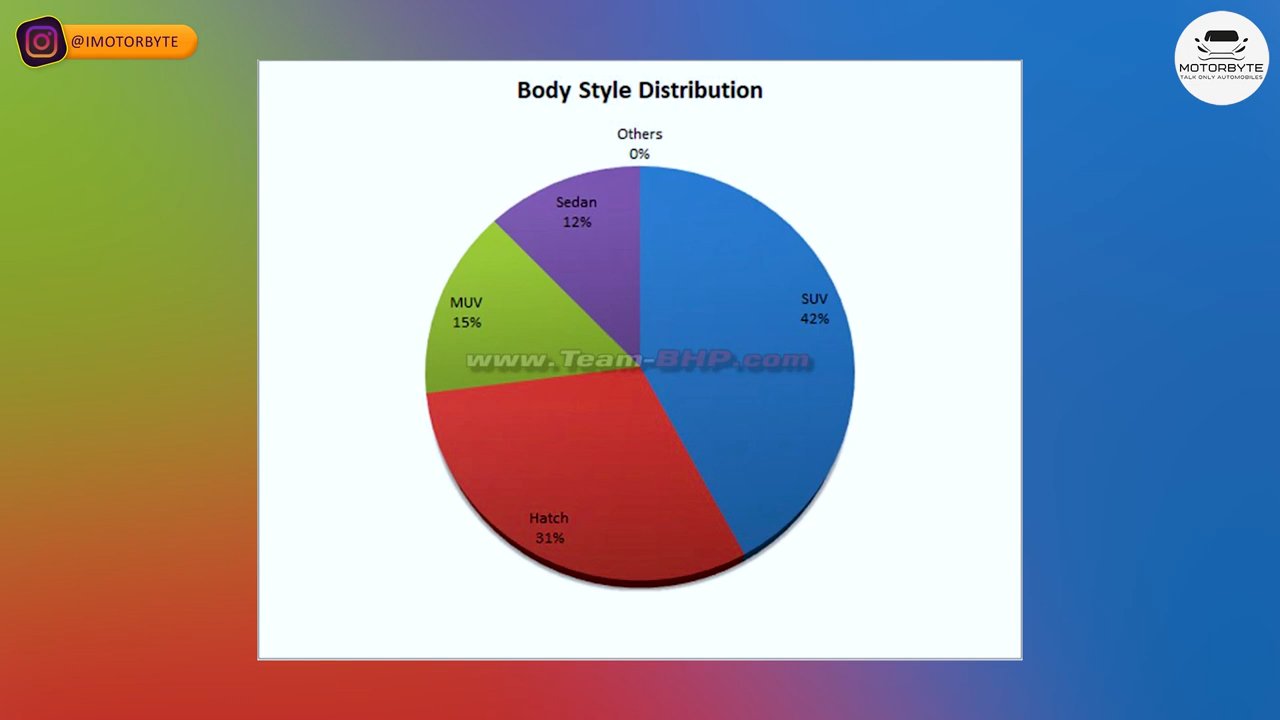 @IMOTORBYTE
MOTORBYTE
TALK ONLY AUTOMOBILES
Body Style Distribution
Others
0%
Sedan
12%
SUV
42%
MUV
15%
www.Team-BHP.com
Hatch
31%